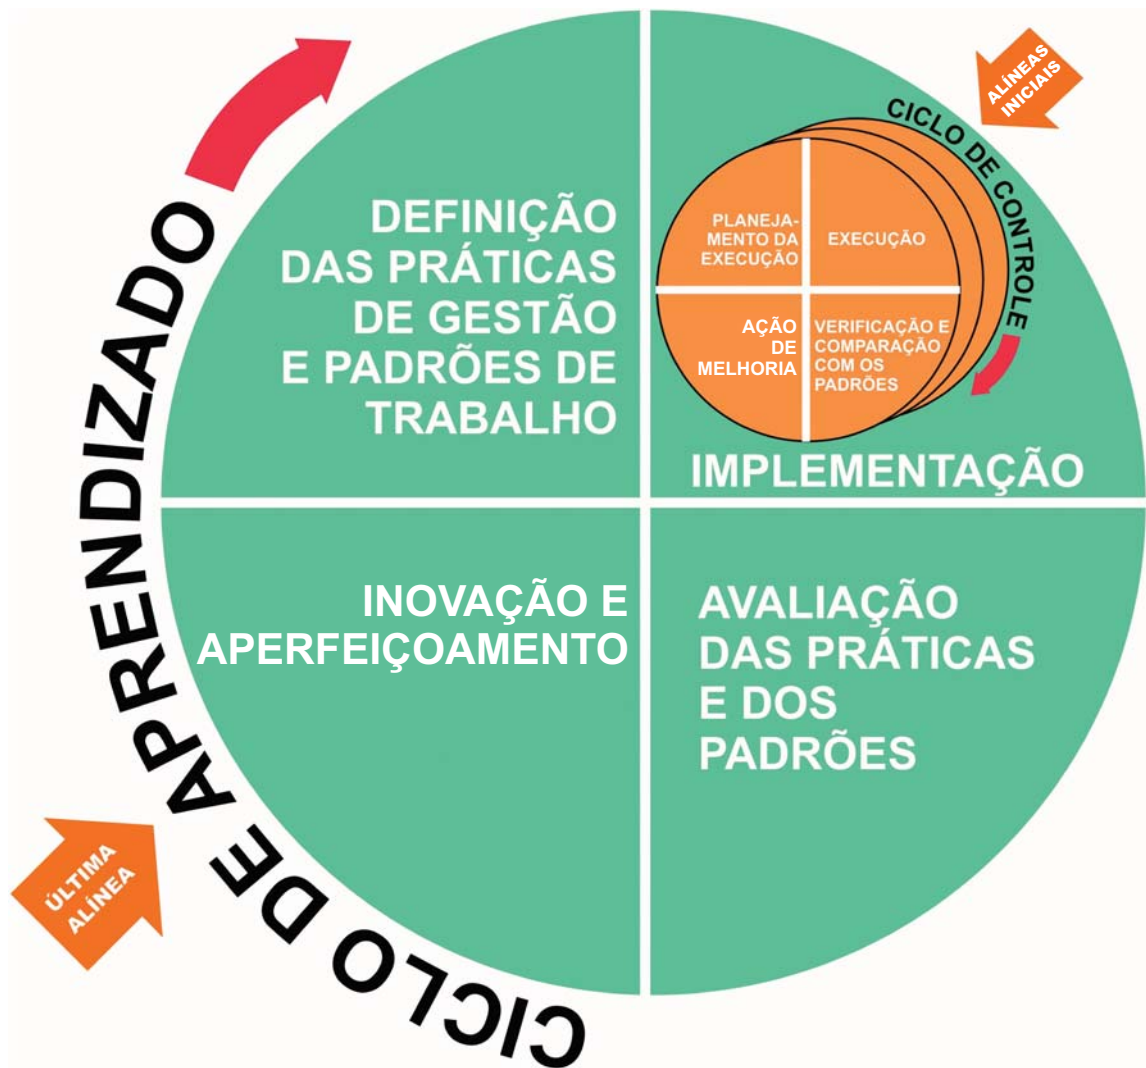 DEFINIÇÃO
DAS PRÁTICAS
DE GESTÃO
E PADRÕES DE
TRABALHO
ALÍNEAS
INICIAIS
CICLO DE CONTROLE
PLANEJA-
MENTO DA
EXECUÇÃO
EXECUÇÃO
AÇÃO
DE
MELHORIA
VERIFICAÇÃO E
COMPARAÇÃO
COM OS
PADRÕES
IMPLEMENTAÇÃO
INOVAÇÃO E
APERFEIÇOAMENTO
AVALIAÇÃO
DAS PRÁTICAS
E DOS
PADRÕES
CICLO DE APRENDIZADO
ÚLTIMA
ALÍNEA